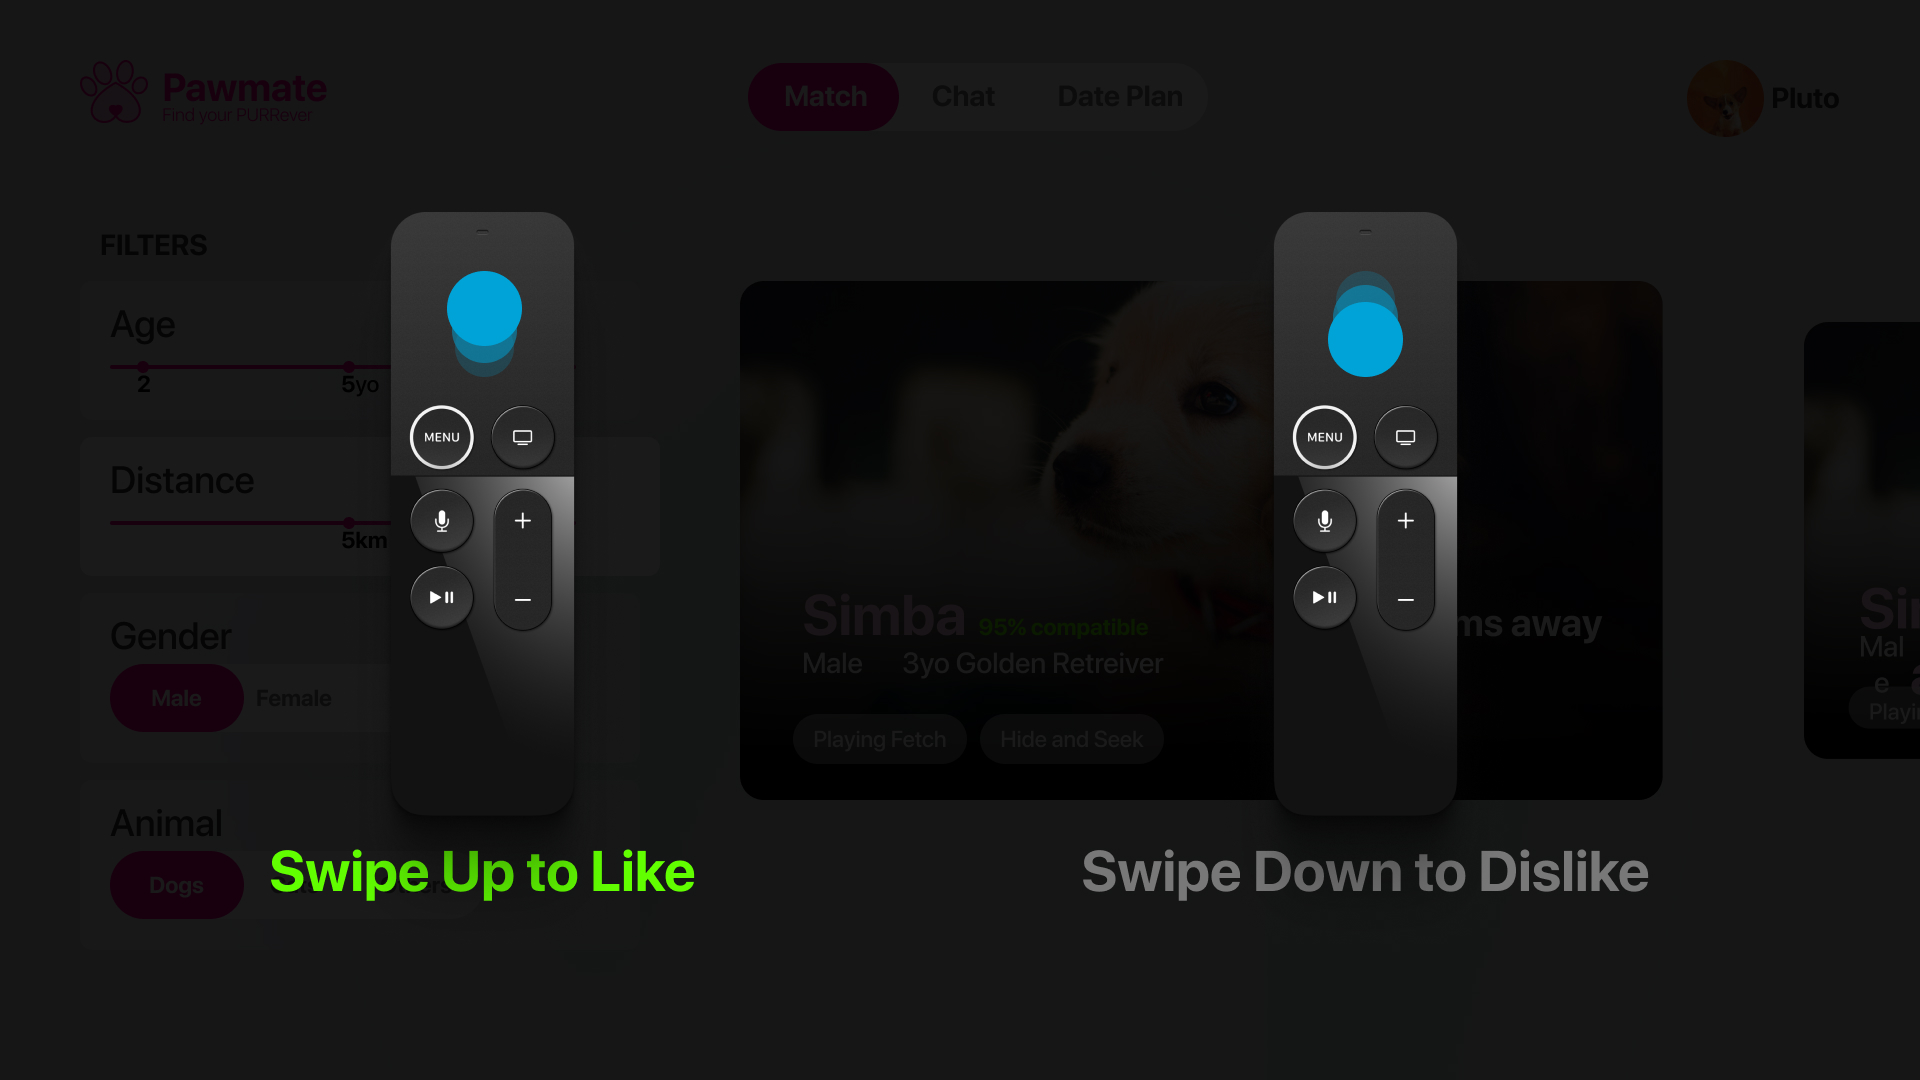 Pawmate
Find your PURRever
Match
Chat
Date Plan
Pluto
FILTERS
Age
2
5yo
Distance
5km
Gender
Male
Female
Animal
Dogs
MENU
MENU
Simba
95% compatible
Male
3yo Golden Retreiver
ms away
Playing Fetch
Hide and Seek
Sir
Mal
e
Playi
Swipe Up to Like
Swipe Down to Dislike